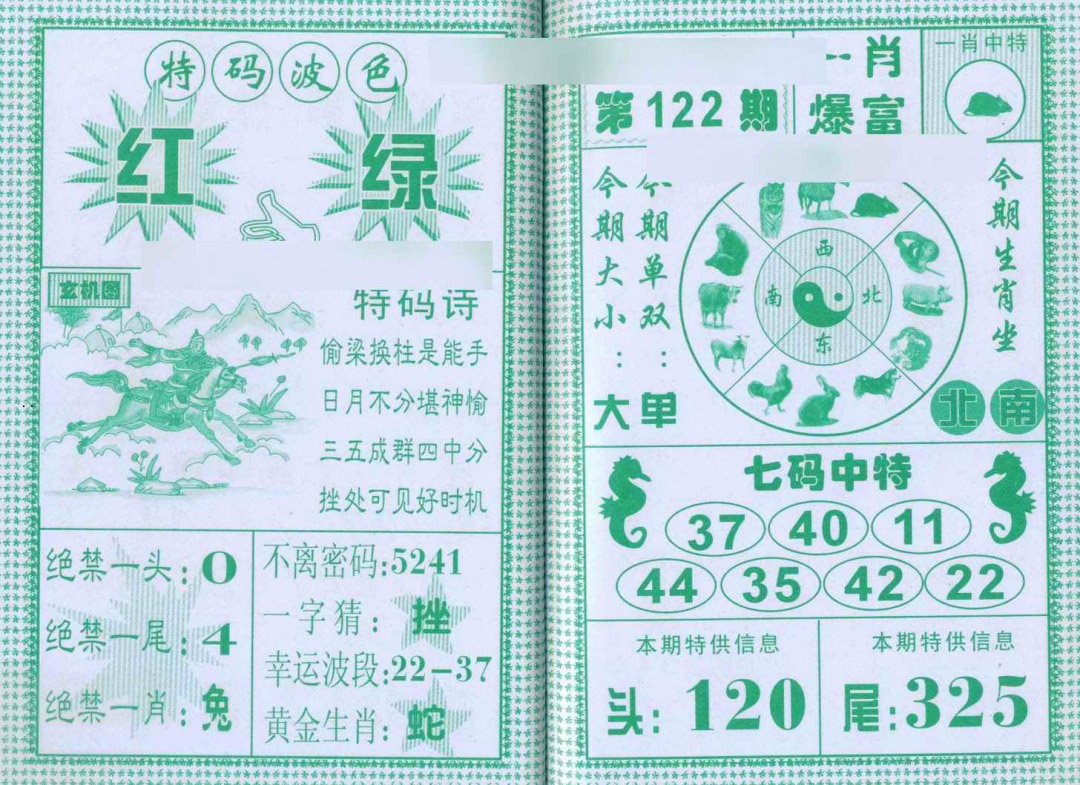 特码波色
红 绿
玄机图
特码诗
偷梁换柱是能手
日月不分堪神愉
三五成群四中分
挫处可见好时机
绝禁一头:0
绝禁一尾:4
绝禁一肖:兔
不离密码:5241
一字猜:挫
幸运波段:22-37
黄金生肖:蛇
第122期
一肖
爆富
一肖中特
今期大小:大
今期单双:单
西
南 北
东
今期生肖坐
北 南
七码中特
37 40 11
44 35 42 22
本期特供信息
头:120
本期特供信息
尾:325